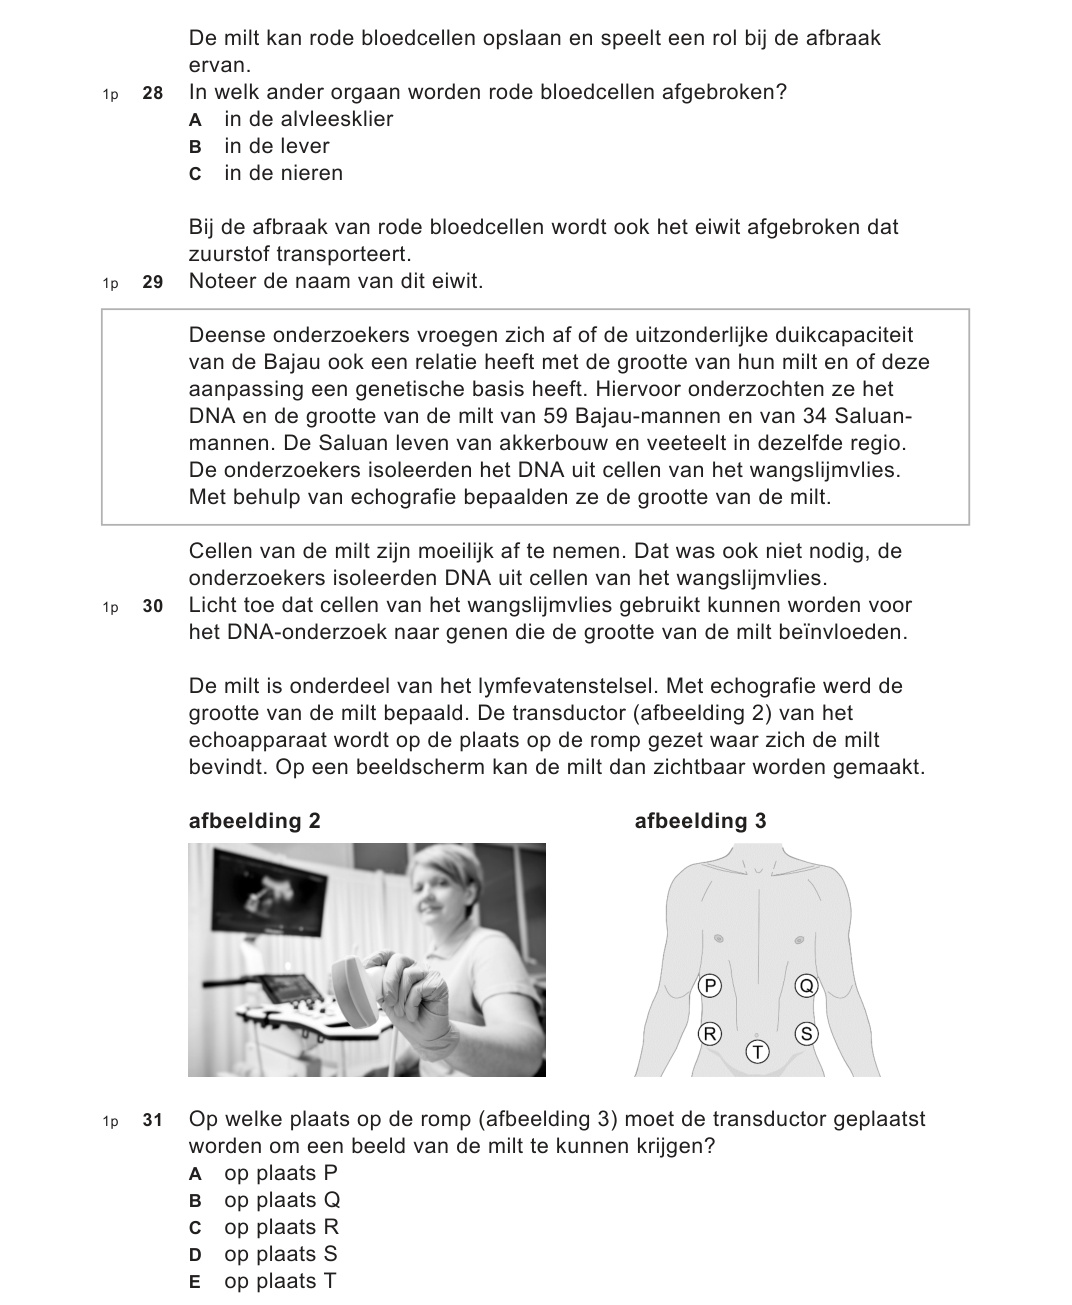 De milt kan rode bloedcellen opslaan en speelt een rol bij de afbraak
ervan.
1p 28 In welk ander orgaan worden rode bloedcellen afgebroken?
A in de alvleesklier
B in de lever
C in de nieren
Bij de afbraak van rode bloedcellen wordt ook het eiwit afgebroken dat
zuurstof transporteert.
1p 29 Noteer de naam van dit eiwit.
Deense onderzoekers vroegen zich af of de uitzonderlijke duikcapaciteit
van de Bajau ook een relatie heeft met de grootte van hun milt en of deze
aanpassing een genetische basis heeft. Hiervoor onderzochten ze het
DNA en de grootte van de milt van 59 Bajau-mannen en van 34 Saluan-
mannen. De Saluan leven van akkerbouw en veeteelt in dezelfde regio.
De onderzoekers isoleerden het DNA uit cellen van het wangslijmvlies.
Met behulp van echografie bepaalden ze de grootte van de milt.
Cellen van de milt zijn moeilijk af te nemen. Dat was ook niet nodig, de
onderzoekers isoleerden DNA uit cellen van het wangslijmvlies.
1p 30 Licht toe dat cellen van het wangslijmvlies gebruikt kunnen worden voor
het DNA-onderzoek naar genen die de grootte van de milt beïnvloeden.
De milt is onderdeel van het lymfevatenstelsel. Met echografie werd de
grootte van de milt bepaald. De transductor (afbeelding 2) van het
echoapparaat wordt op de plaats op de romp gezet waar zich de milt
bevindt. Op een beeldscherm kan de milt dan zichtbaar worden gemaakt.
afbeelding 2 afbeelding 3
P Q
R S
T
1p 31 Op welke plaats op de romp (afbeelding 3) moet de transductor geplaatst
worden om een beeld van de milt te kunnen krijgen?
A op plaats P
B op plaats Q
C op plaats R
D op plaats S
E op plaats T